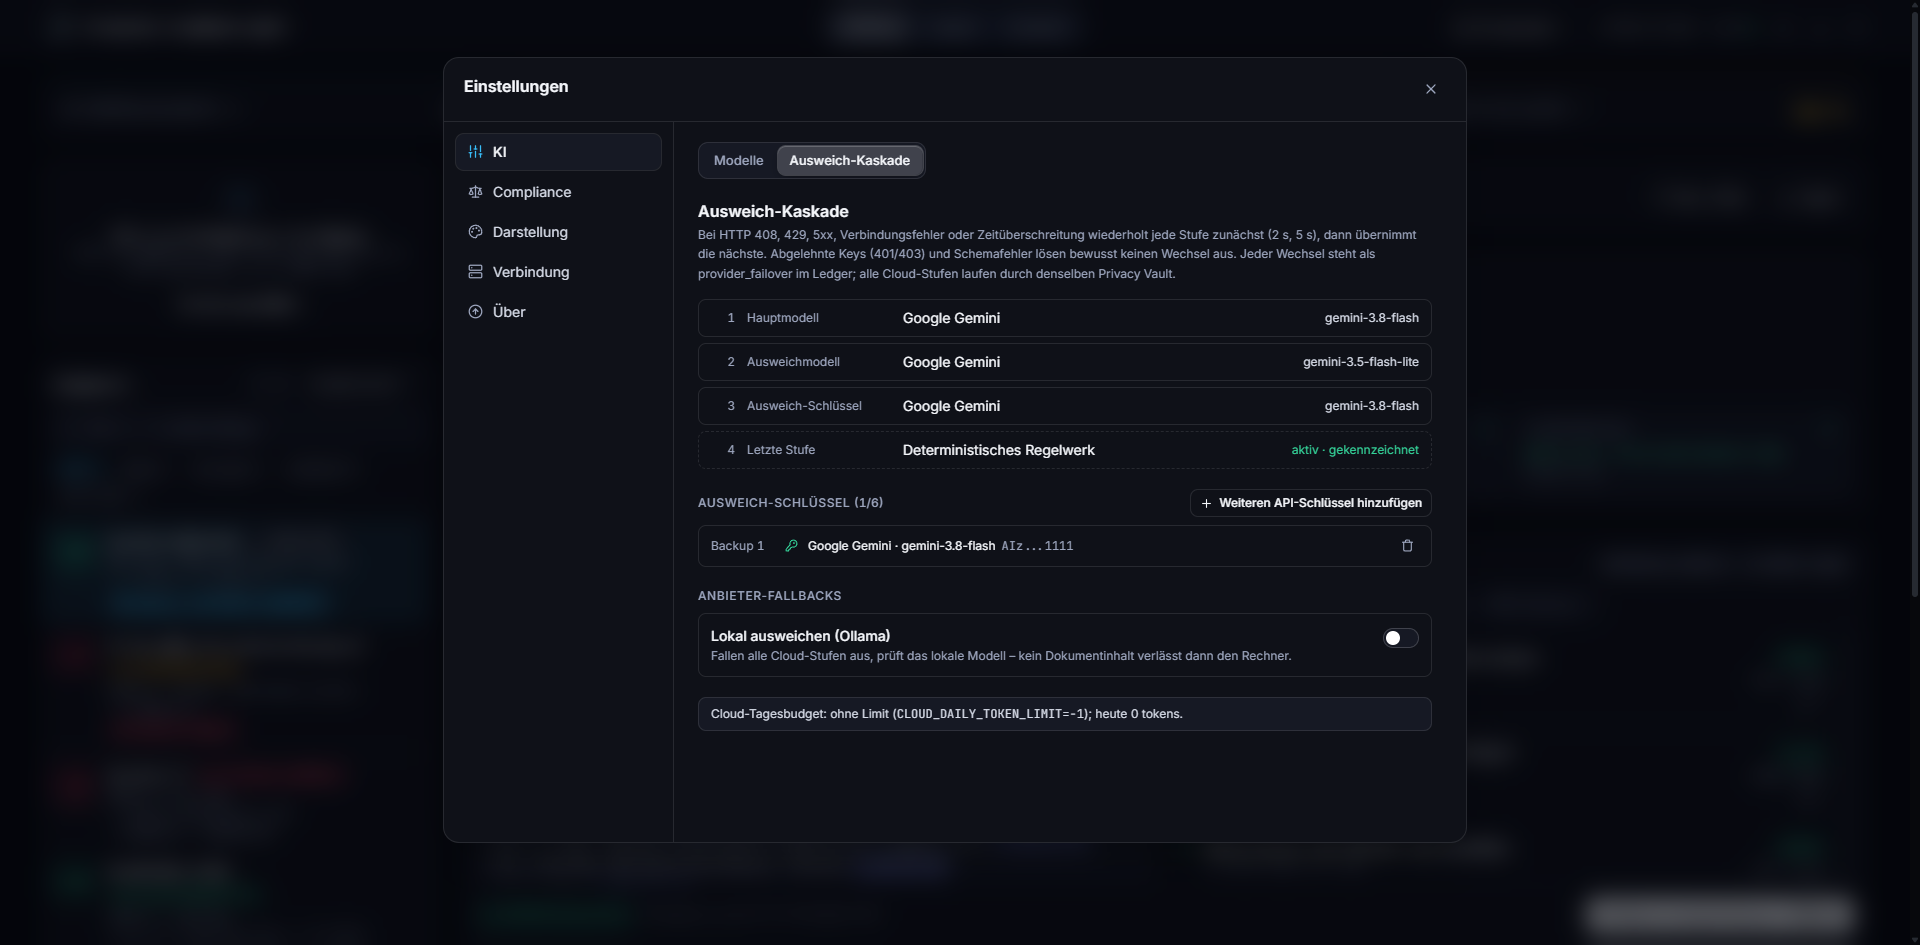 Einstellungen
KI
Compliance
Darstellung
Verbindung
Über
Modelle
Ausweich-Kaskade
Ausweich-Kaskade
Bei HTTP 408, 429, 5xx, Verbindungsfehler oder Zeitüberschreitung wiederholt jede Stufe zunächst (2 s, 5 s), dann übernimmt
die nächste. Abgelehnte Keys (401/403) und Schemafehler lösen bewusst keinen Wechsel aus. Jeder Wechsel steht als
provider_failover im Ledger; alle Cloud-Stufen laufen durch denselben Privacy Vault.
1 Hauptmodell Google Gemini gemini-3.8-flash
2 Ausweichmodell Google Gemini gemini-3.5-flash-lite
3 Ausweich-Schlüssel Google Gemini gemini-3.8-flash
4 Letzte Stufe Deterministisches Regelwerk aktiv · gekennzeichnet
AUSWEICH-SCHLÜSSEL (1/6)
+ Weiteren API-Schlüssel hinzufügen
Backup 1 Google Gemini · gemini-3.8-flash AIz...1111
ANBIETER-FALLBACKS
Lokal ausweichen (Ollama)
Fallen alle Cloud-Stufen aus, prüft das lokale Modell – kein Dokumentinhalt verlässt dann den Rechner.
Cloud-Tagesbudget: ohne Limit (CLOUD_DAILY_TOKEN_LIMIT=-1); heute 0 tokens.